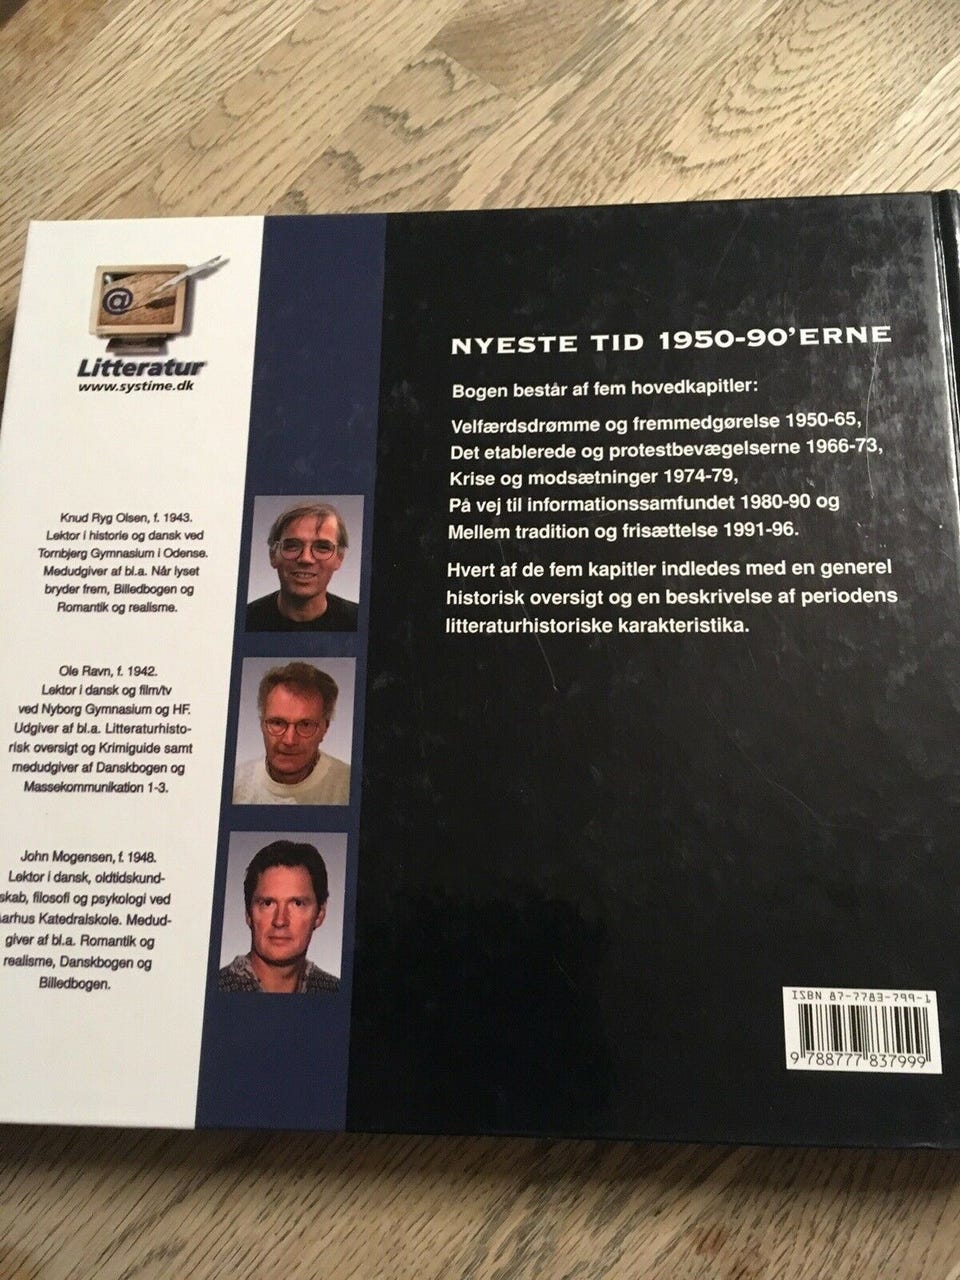 @
Litteratur
www.systime.dk
Knud Ryg Olsen, f. 1943.
Lektor i historie og dansk ved
Tornbjerg Gymnasium i Odense.
Medudgiver af bl.a. Når lyset
bryder frem, Billedbogen og
Romantik og realisme.
Ole Ravn, f. 1942.
Lektor i dansk og film/tv
ved Nyborg Gymnasium og HF.
Udgiver af bl.a. Litteraturhisto-
risk oversigt og Krimiguide samt
medudgiver af Danskbogen og
Massekommunikation 1-3.
John Mogensen, f. 1948.
Lektor i dansk, oldtidskund-
skab, filosofi og psykologi ved
arhus Katedralskole. Medud-
giver af bl.a. Romantik og
realisme, Danskbogen og
Billedbogen.
NYESTE TID 1950-90'ERNE
Bogen består af fem hovedkapitler:
Velfærdsdrømme og fremmedgørelse 1950-65,
Det etablerede og protestbevægelserne 1966-73,
Krise og modsætninger 1974-79,
På vej til informationssamfundet 1980-90 og
Mellem tradition og frisættelse 1991-96.
Hvert af de fem kapitler indledes med en generel
historisk oversigt og en beskrivelse af periodens
litteraturhistoriske karakteristika.
ISBN 87-7783-799-1
9 788777 837999